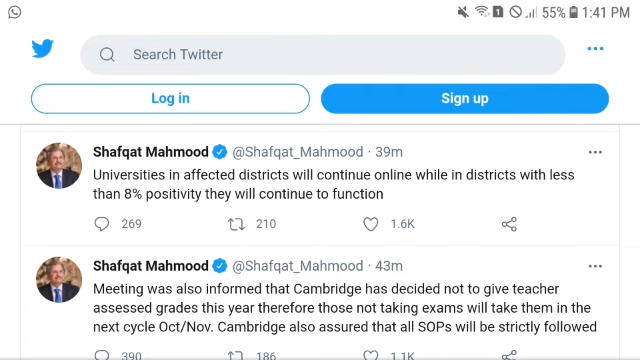 1 55% 1:41 PM
Search Twitter
Log in
Sign up
Shafqat Mahmood @Shafqat_Mahmood · 39m
Universities in affected districts will continue online while in districts with less
than 8% positivity they will continue to function
269 210 1.6K
Shafqat Mahmood @Shafqat_Mahmood · 43m
Meeting was also informed that Cambridge has decided not to give teacher
assessed grades this year therefore those not taking exams will take them in the
next cycle Oct/Nov. Cambridge also assured that all SOPs will be strictly followed
390 186 1.1K